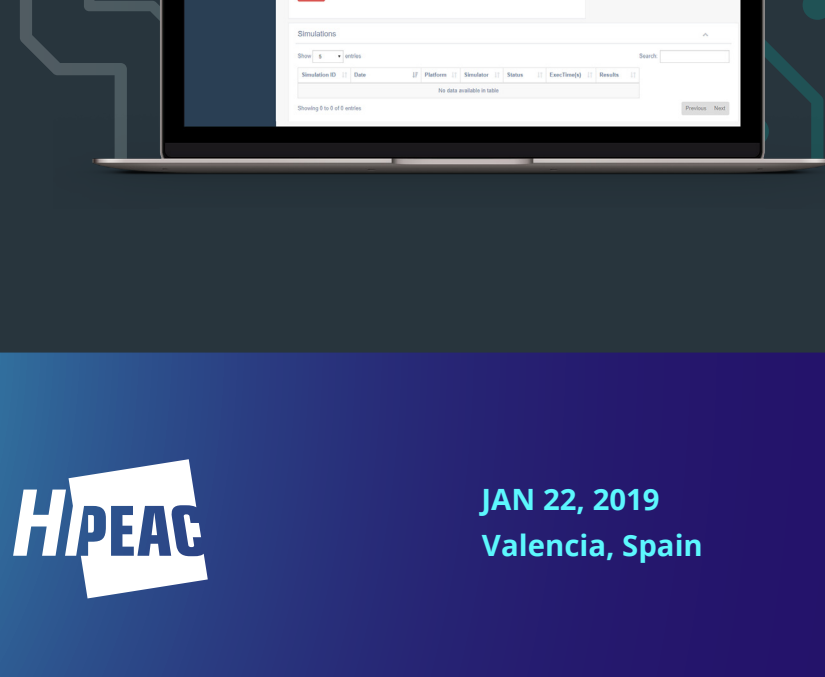 Simulations
Show 5 entries Search:
Simulation ID Date Platform Simulator Status ExecTime(s) Results
No data available in table
Showing 0 to 0 of 0 entries Previous Next
HIPEAC
JAN 22, 2019
Valencia, Spain